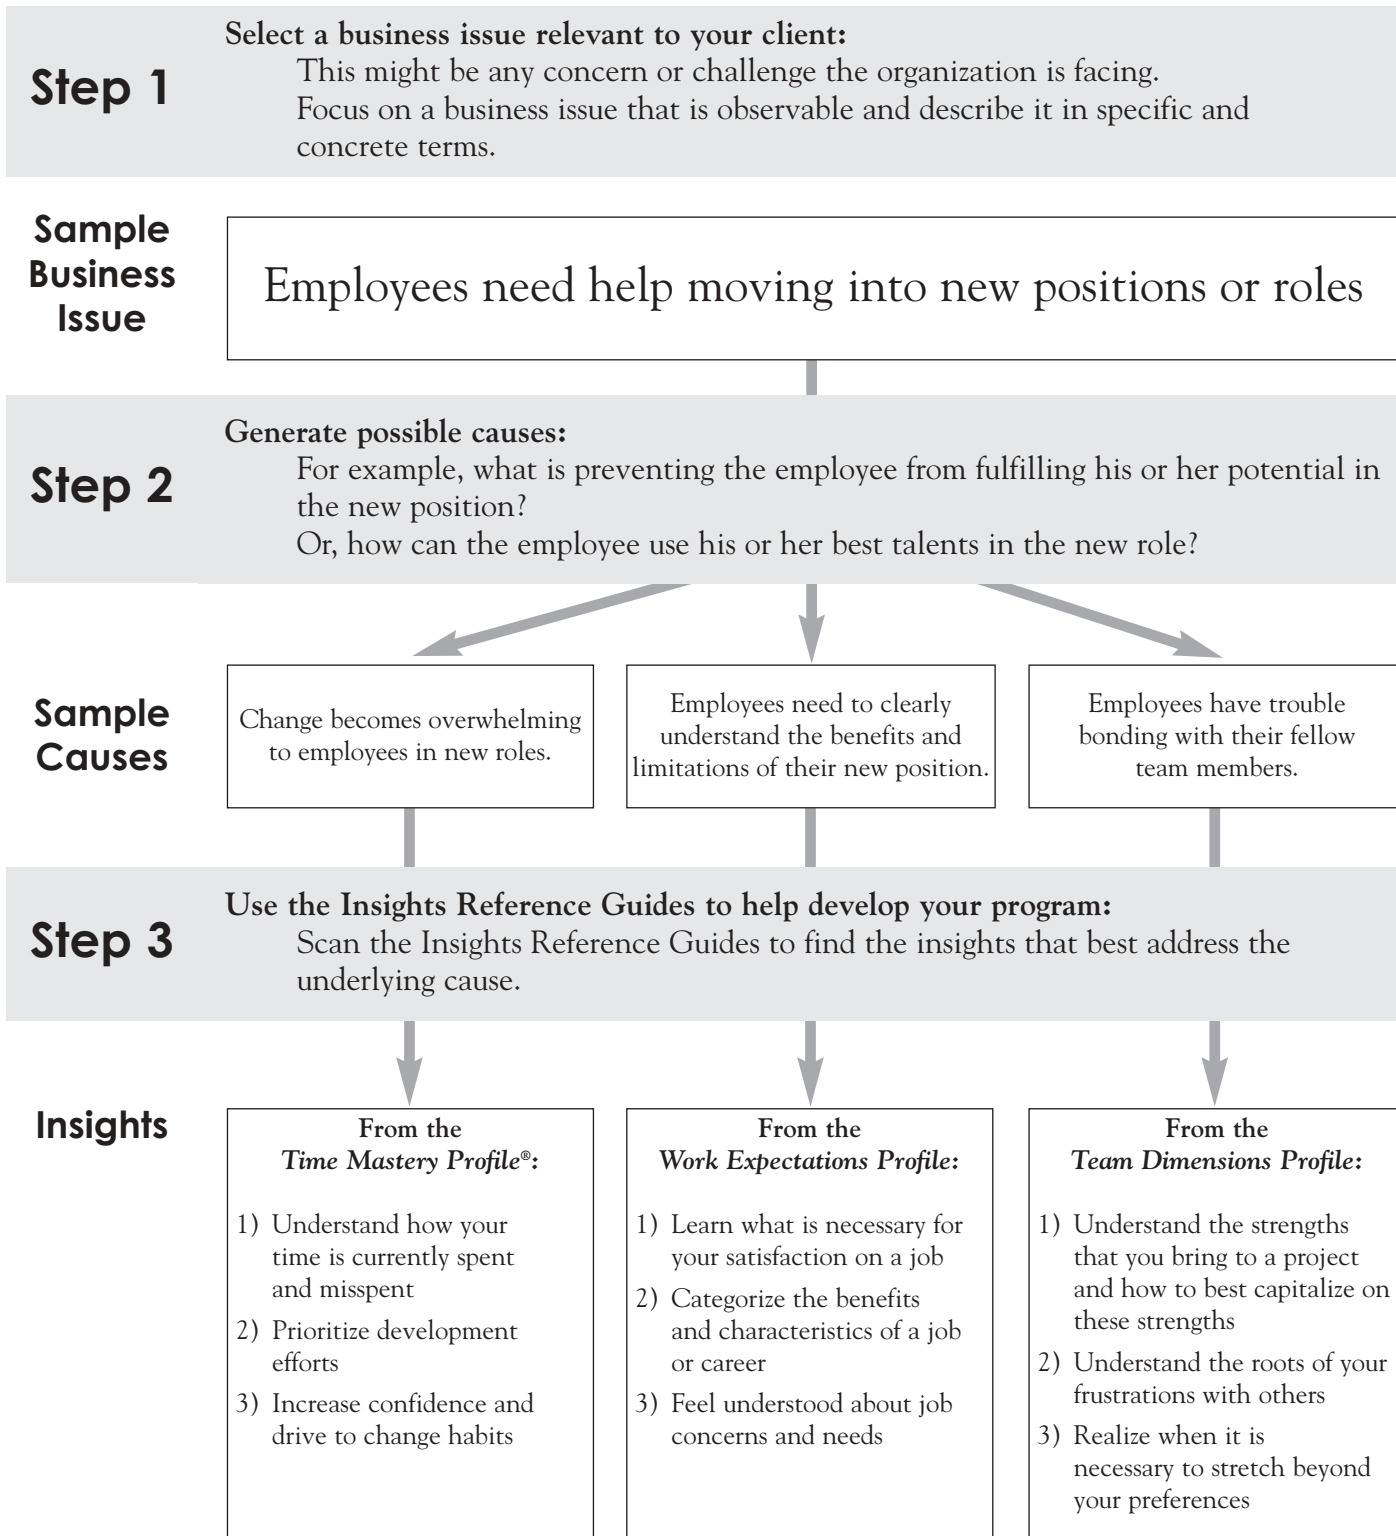 Step 1
Select a business issue relevant to your client:
This might be any concern or challenge the organization is facing.
Focus on a business issue that is observable and describe it in specific and
concrete terms.
Sample
Business
Issue
Employees need help moving into new positions or roles
Step 2
Generate possible causes:
For example, what is preventing the employee from fulfilling his or her potential in
the new position?
Or, how can the employee use his or her best talents in the new role?
Sample
Causes
Change becomes overwhelming
to employees in new roles.
Employees need to clearly
understand the benefits and
limitations of their new position.
Employees have trouble
bonding with their fellow
team members.
Step 3
Use the Insights Reference Guides to help develop your program:
Scan the Insights Reference Guides to find the insights that best address the
underlying cause.
Insights
From the
Time Mastery Profile®:
1) Understand how your
time is currently spent
and misspent
2) Prioritize development
efforts
3) Increase confidence and
drive to change habits
From the
Work Expectations Profile:
1) Learn what is necessary for
your satisfaction on a job
2) Categorize the benefits
and characteristics of a job
or career
3) Feel understood about job
concerns and needs
From the
Team Dimensions Profile:
1) Understand the strengths
that you bring to a project
and how to best capitalize on
these strengths
2) Understand the roots of your
frustrations with others
3) Realize when it is
necessary to stretch beyond
your preferences